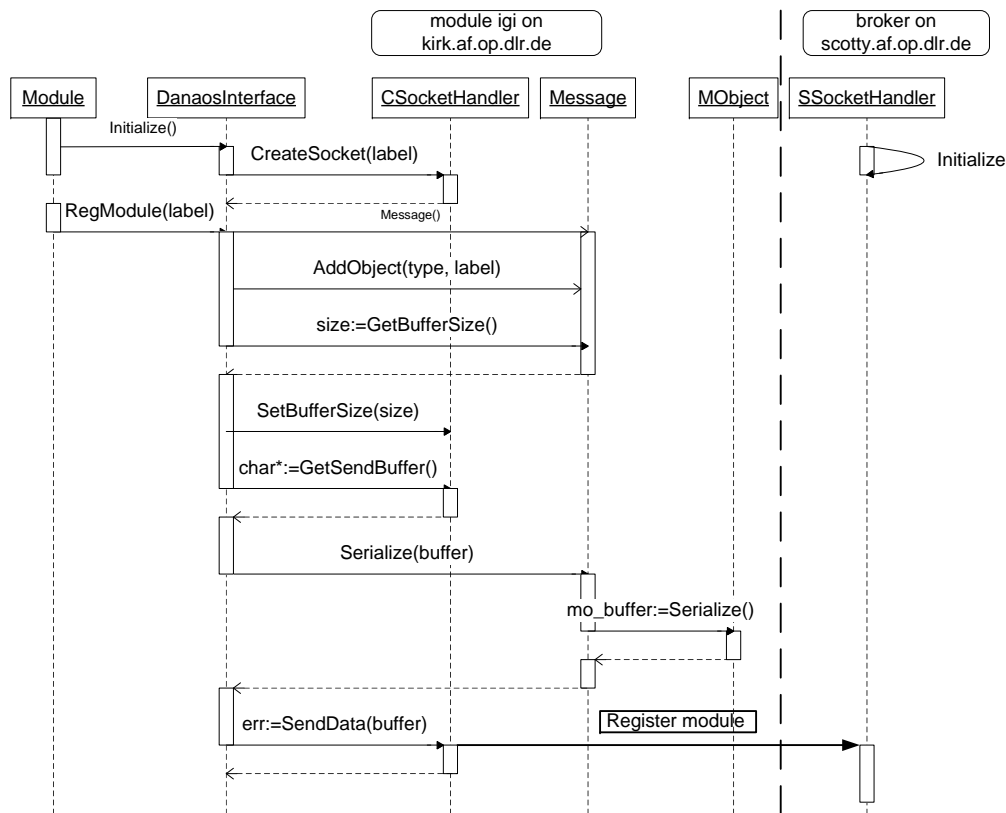 module igi on
kirk.af.op.dlr.de
broker on
scotty.af.op.dlr.de
Module
DanaosInterface
CSocketHandler
Message
MObject
SSocketHandler
Initialize()
CreateSocket(label)
Initialize
RegModule(label)
Message()
AddObject(type, label)
size:=GetBufferSize()
SetBufferSize(size)
char*:=GetSendBuffer()
Serialize(buffer)
mo_buffer:=Serialize()
Register module
err:=SendData(buffer)